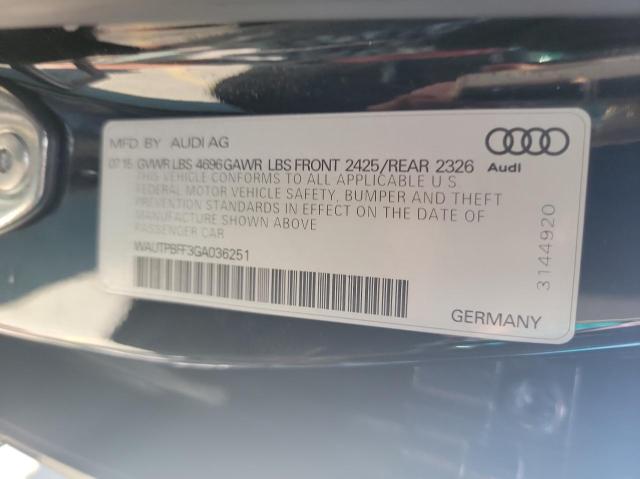 MFD. BY AUDI AG
07 15 GVWR LBS 4696 GAWR LBS FRONT 2425/REAR 2326
THIS VEHICLE CONFORMS TO ALL APPLICABLE U S
FEDERAL MOTOR VEHICLE SAFETY, BUMPER AND THEFT
PREVENTION STANDARDS IN EFFECT ON THE DATE OF
MANUFACTURE SHOWN ABOVE
PASSENGER CAR
WAUTPBFF3GA036251
Audi
3144920
GERMANY